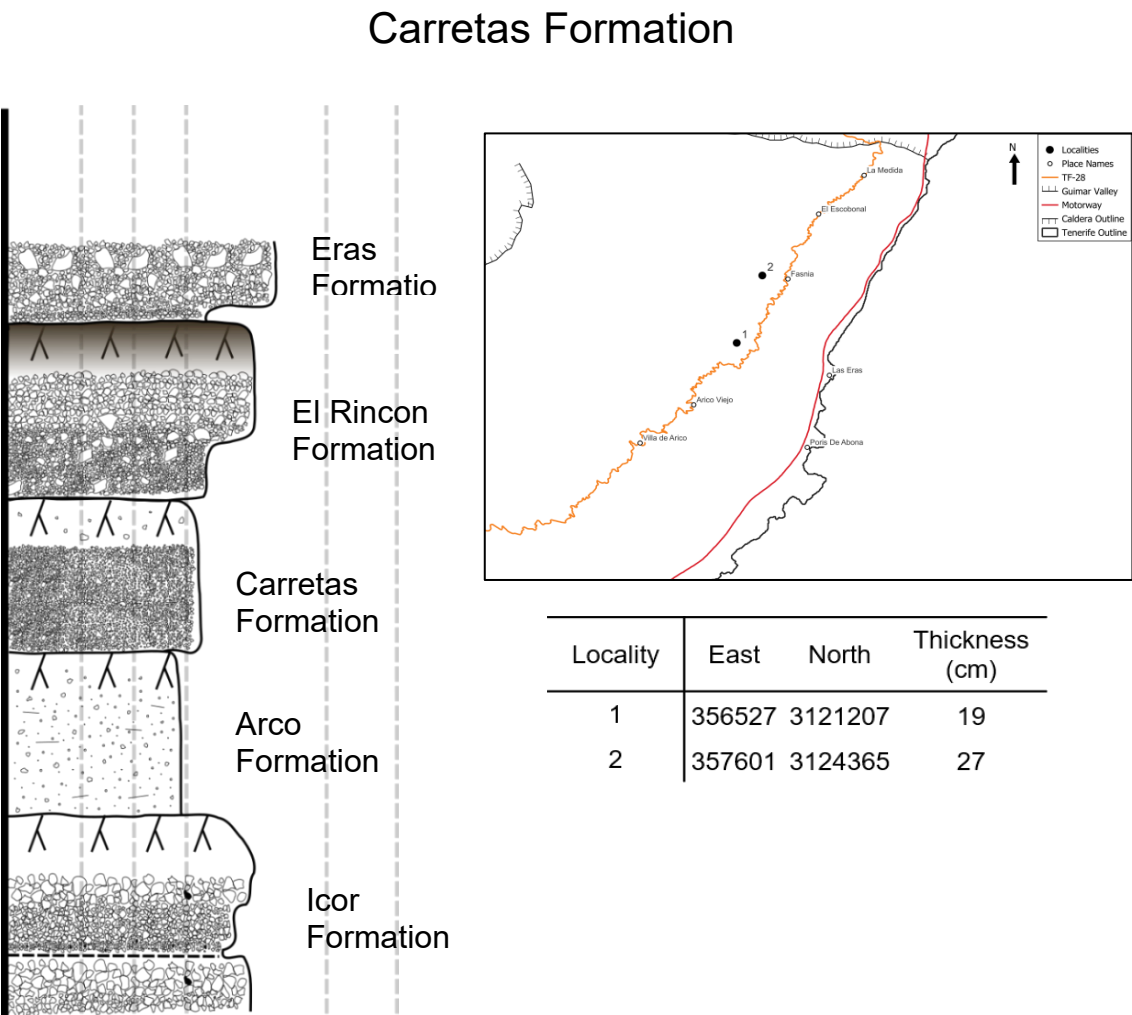 Carretas Formation
Eras
Formatio
El Rincon
Formation
Carretas
Formation
Arco
Formation
Icor
Formation
N
Localities
Place Names
TF-28
Guimar Valley
Motorway
Caldera Outline
Tenerife Outline
La Medida
El Escobonal
2
Fasnia
1
Las Eras
Arico Viejo
Villa de Arico
Poris De Abona
Locality East North Thickness
(cm)
1 356527 3121207 19
2 357601 3124365 27